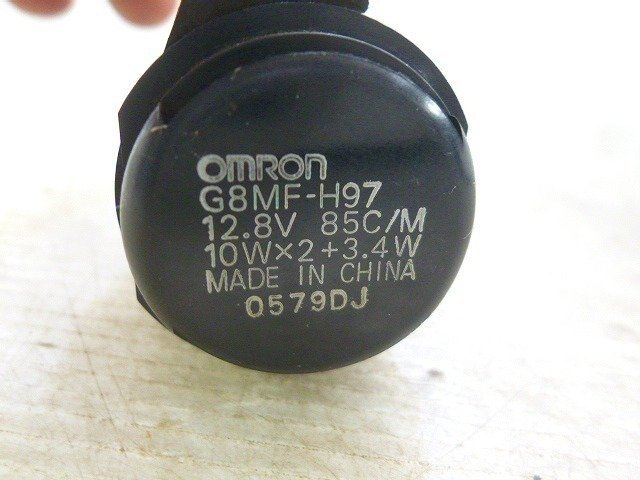 omron
G8MF-H97
12.8V 85C/M
10W×2+3.4W
MADE IN CHINA
0579DJ